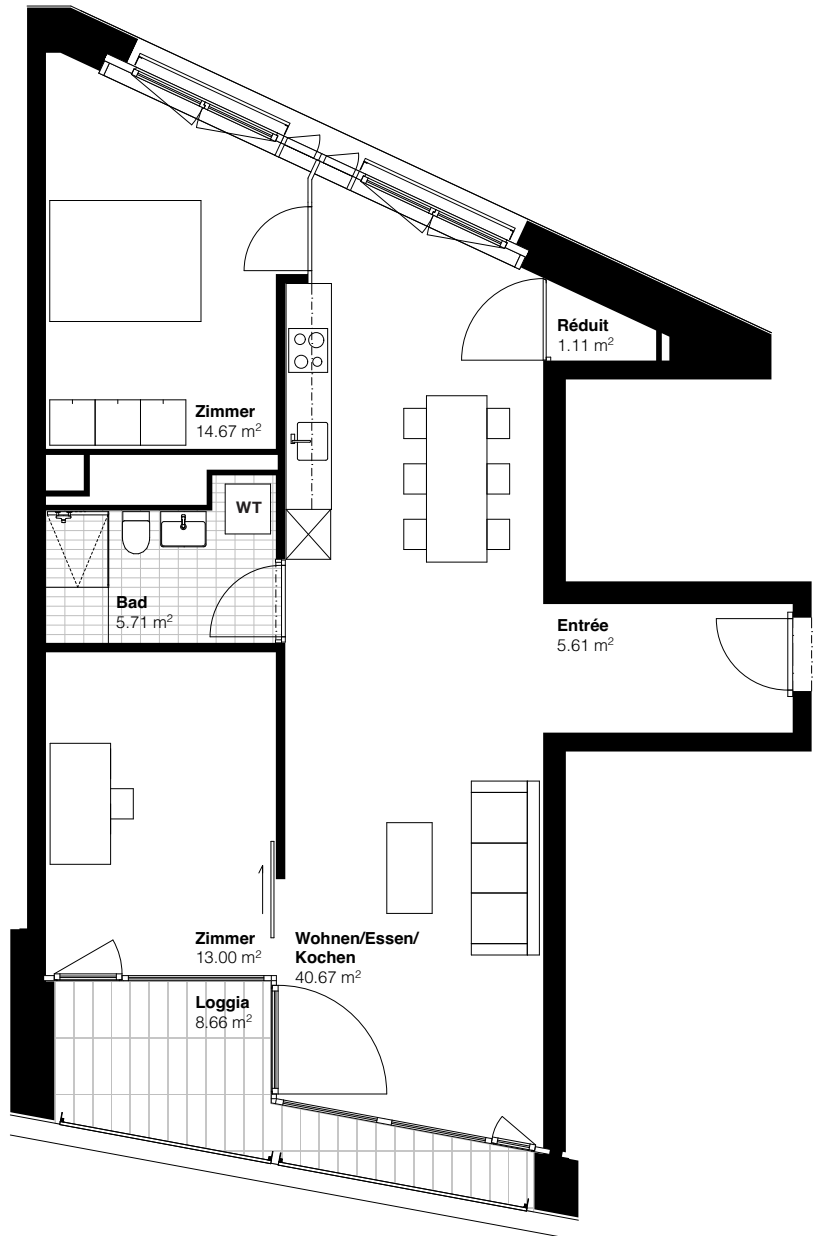 Réduit
1.11 m²
Zimmer
14.67 m²
WT
Bad
5.71 m²
Entrée
5.61 m²
Zimmer
13.00 m²
Wohnen/Essen/
Kochen
40.67 m²
Loggia
8.66 m²